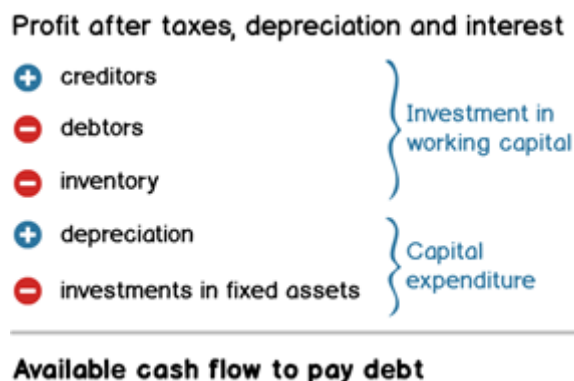 Profit after taxes, depreciation and interest
+ creditors
− debtors
− inventory
Investment in
working capital
+ depreciation
− investments in fixed assets
Capital
expenditure
Available cash flow to pay debt